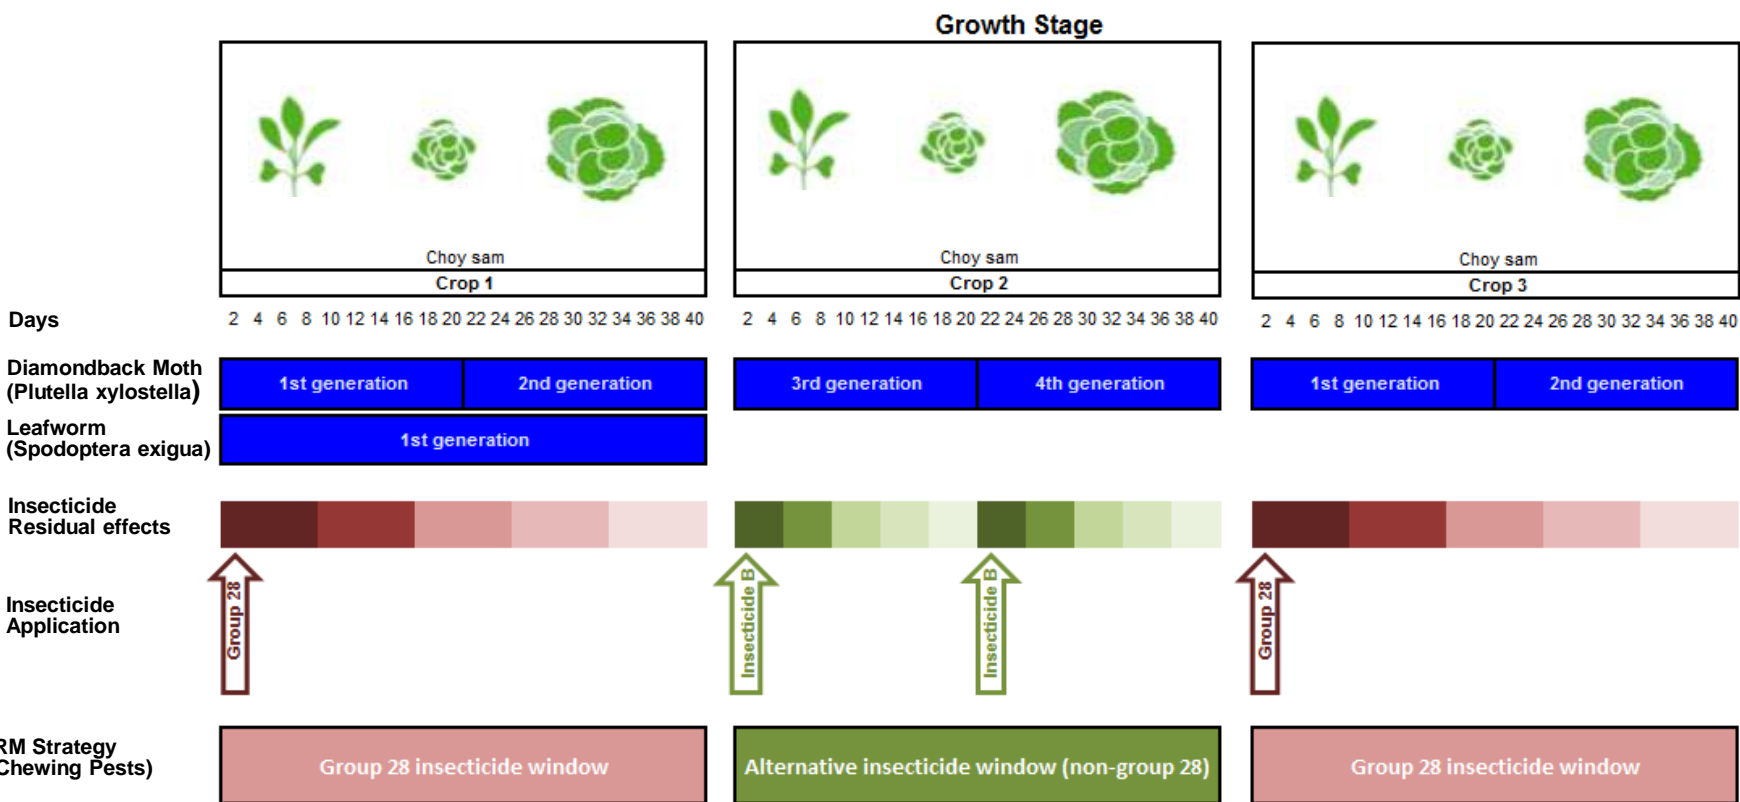 Growth Stage
Choy sam
Crop 1
Choy sam
Crop 2
Choy sam
Crop 3
Days
2 4 6 8 10 12 14 16 18 20 22 24 26 28 30 32 34 36 38 40
2 4 6 8 10 12 14 16 18 20 22 24 26 28 30 32 34 36 38 40
2 4 6 8 10 12 14 16 18 20 22 24 26 28 30 32 34 36 38 40
Diamondback Moth
(Plutella xylostella)
1st generation
2nd generation
3rd generation
4th generation
1st generation
2nd generation
Leafworm
(Spodoptera exigua)
1st generation
Insecticide
Residual effects
Insecticide
Application
Group 28
Insecticide B
Insecticide B
Group 28
RM Strategy
Chewing Pests)
Group 28 insecticide window
Alternative insecticide window (non-group 28)
Group 28 insecticide window